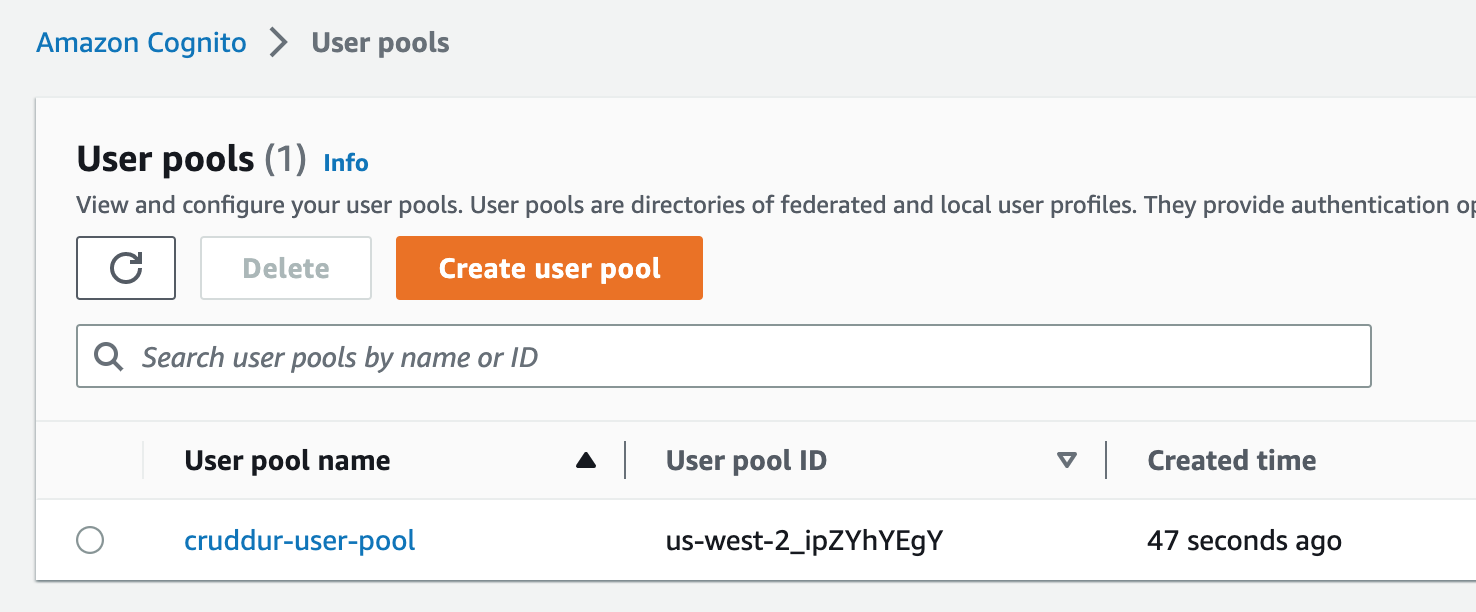 Amazon Cognito > User pools
User pools (1) Info
View and configure your user pools. User pools are directories of federated and local user profiles. They provide authentication
Delete Create user pool
Search user pools by name or ID
User pool name User pool ID Created time
cruddur-user-pool us-west-2_ipZYhYEgY 47 seconds ago